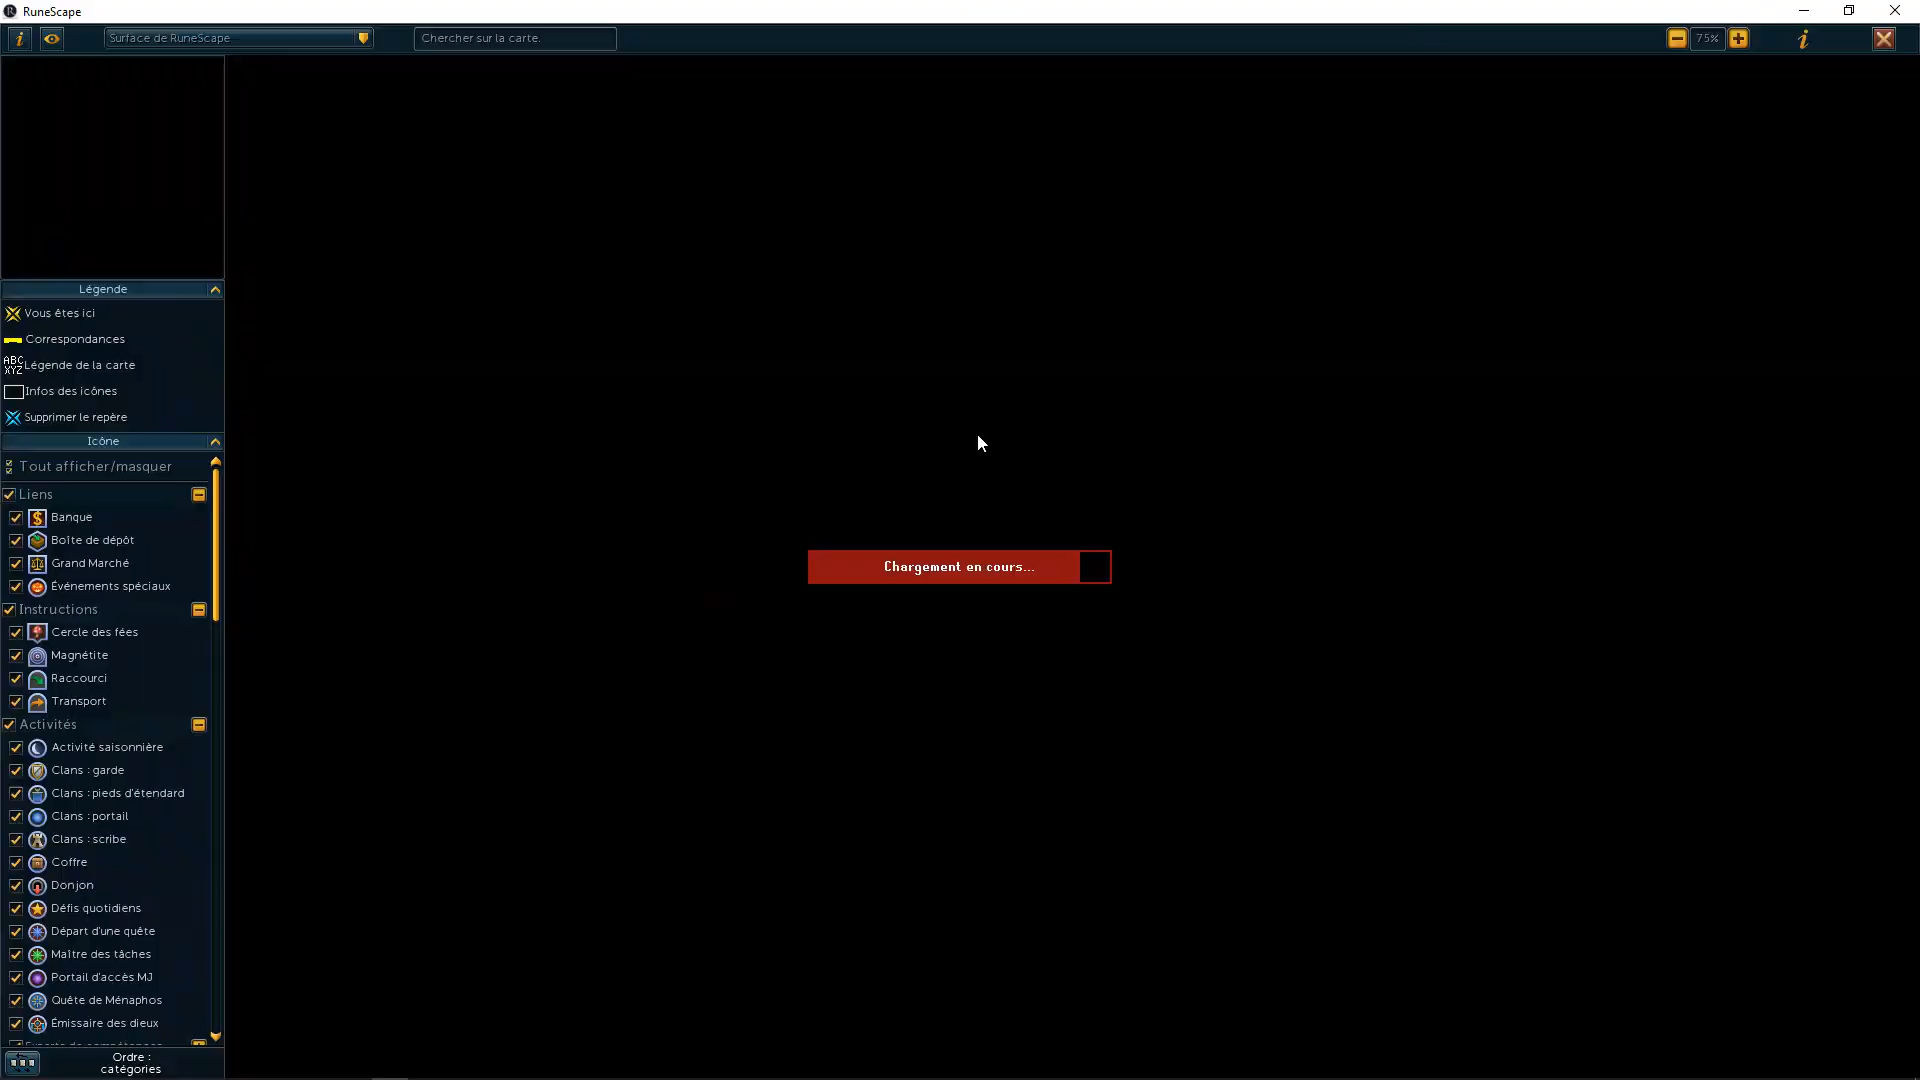 RuneScape
Surface de RuneScape
Chercher sur la carte.
75%
Légende
Vous êtes ici
Correspondances
ABC
XYZ
Légende de la carte
Infos des icônes
Supprimer le repère
Icône
Tout afficher/masquer
Liens
Banque
Boîte de dépôt
Grand Marché
Événements spéciaux
Instructions
Cercle des fées
Magnétite
Raccourci
Transport
Activités
Activité saisonnière
Clans : garde
Clans : pieds d'étendard
Clans : portail
Clans : scribe
Coffre
Donjon
Défis quotidiens
Départ d'une quête
Maître des tâches
Portail d'accès MJ
Quête de Ménaphos
Émissaire des dieux
Ordre :
catégories
Chargement en cours...